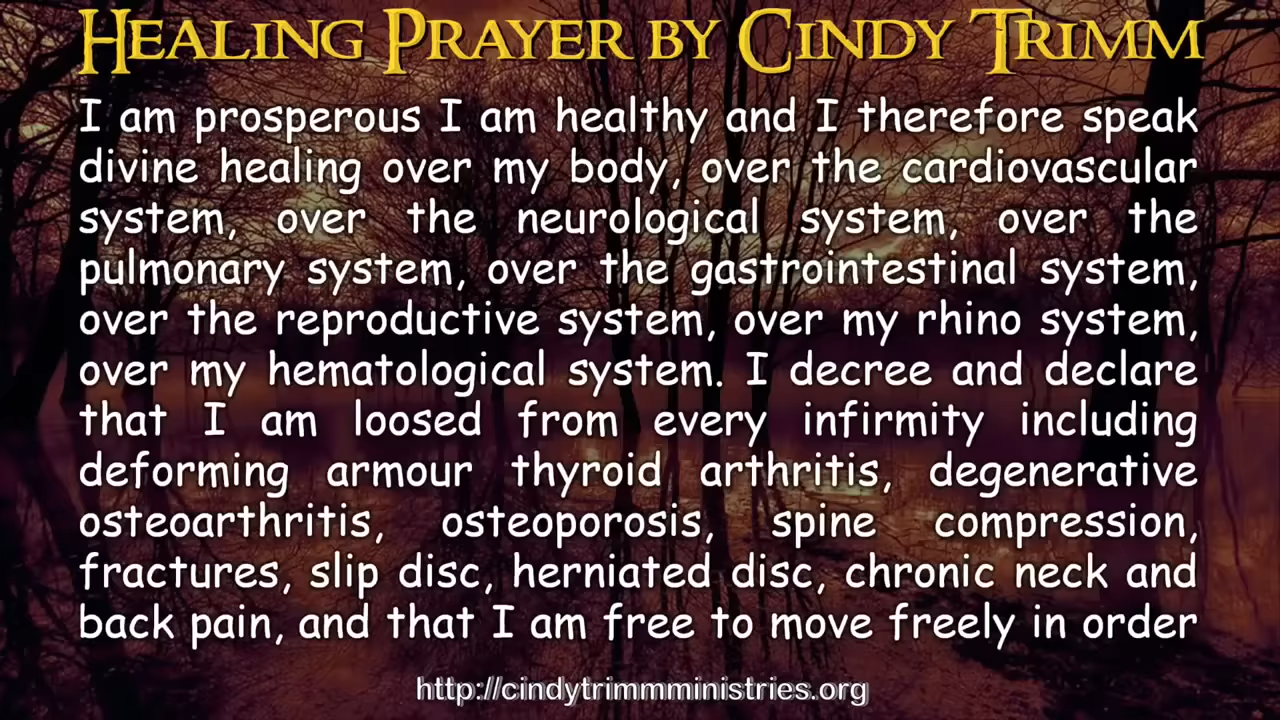 Healing Prayer by Cindy Trimm
I am prosperous I am healthy and I therefore speak
divine healing over my body, over the cardiovascular
system, over the neurological system, over the
pulmonary system, over the gastrointestinal system,
over the reproductive system, over my rhino system,
over my hematological system. I decree and declare
that I am loosed from every infirmity including
deforming armour thyroid arthritis, degenerative
osteoarthritis, osteoporosis, spine compression,
fractures, slip disc, herniated disc, chronic neck and
back pain, and that I am free to move freely in order
http://cindytrimmministries.org